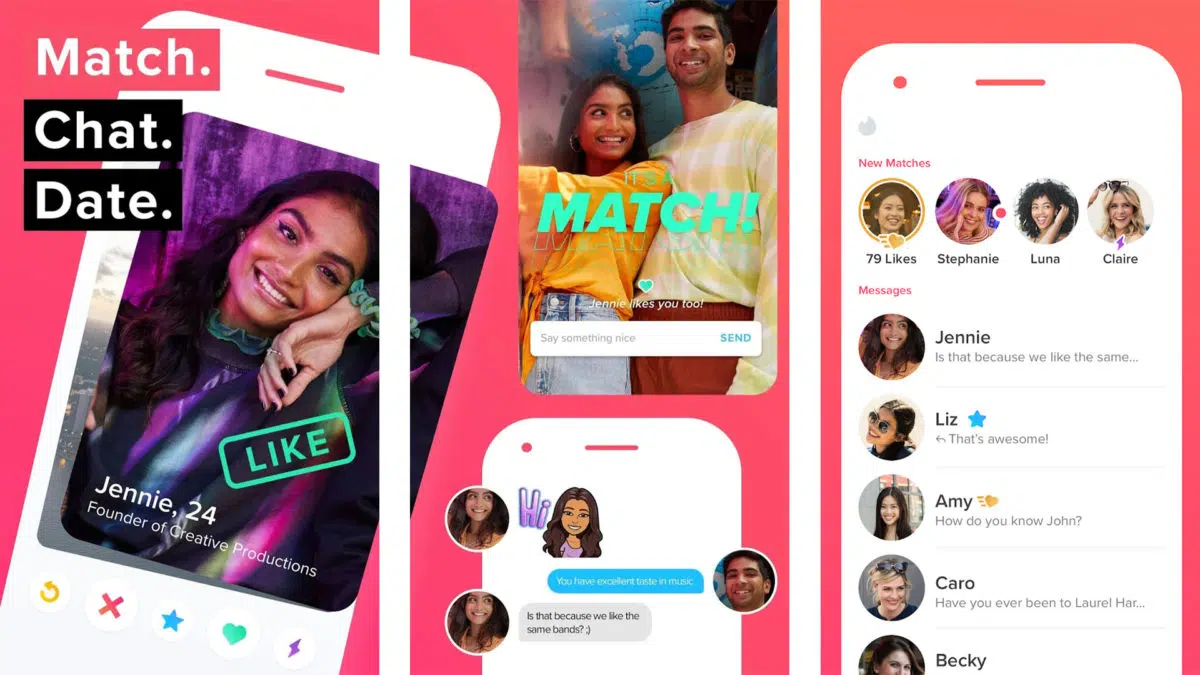 Match.
Chat.
Date.
LIKE
Jennie, 24
Founder of Creative Productions
IT'S A
MATCH!
Jennie likes you too!
Say something nice
SEND
Hi
You have excellent taste in music
Is that because we like the
same bands? ;)
New Matches
79 Likes
Stephanie
Luna
Claire
Messages
Jennie
Is that because we like the same...
Liz
That's awesome!
Amy
How do you know John?
Caro
Have you ever been to Laurel Har...
Becky